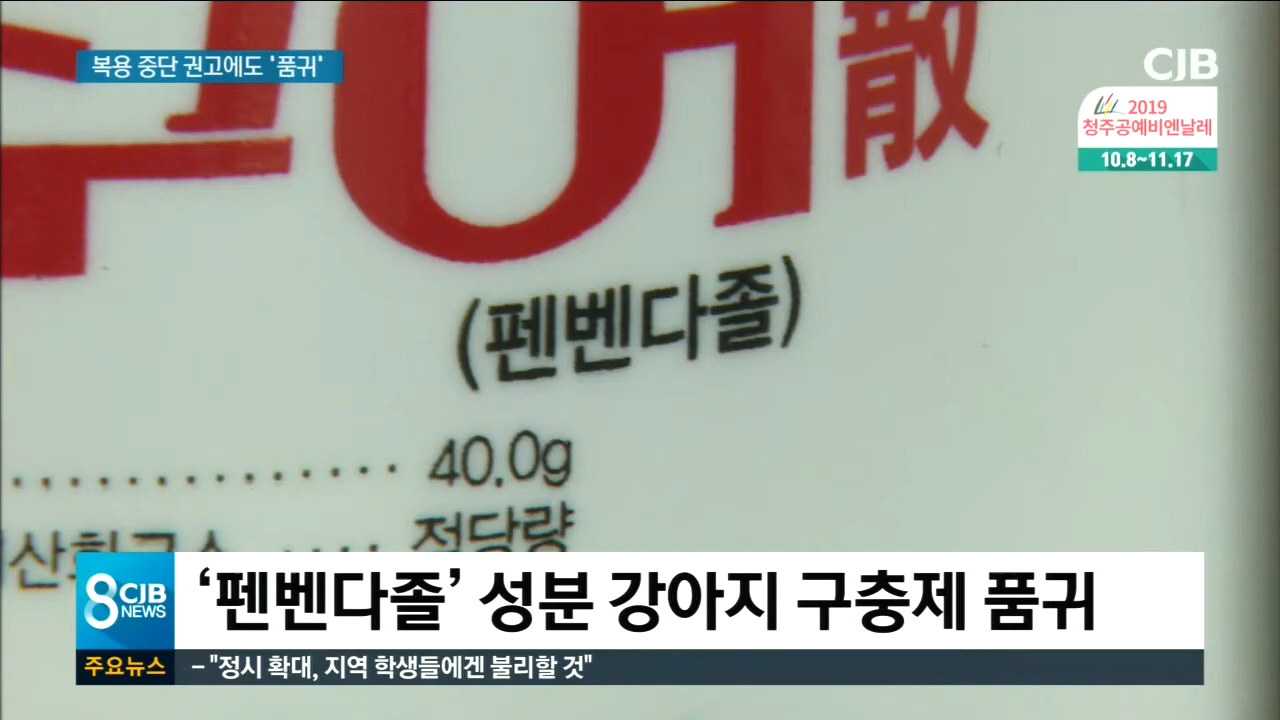 복용 중단 권고에도 '품귀'
CJB
2019
청주공예비엔날레
10.8~11.17
散
(펜벤다졸)
40.0g
적당량
8 CJB NEWS
‘펜벤다졸’ 성분 강아지 구충제 품귀
주요뉴스
– "정시 확대, 지역 학생들에겐 불리할 것"